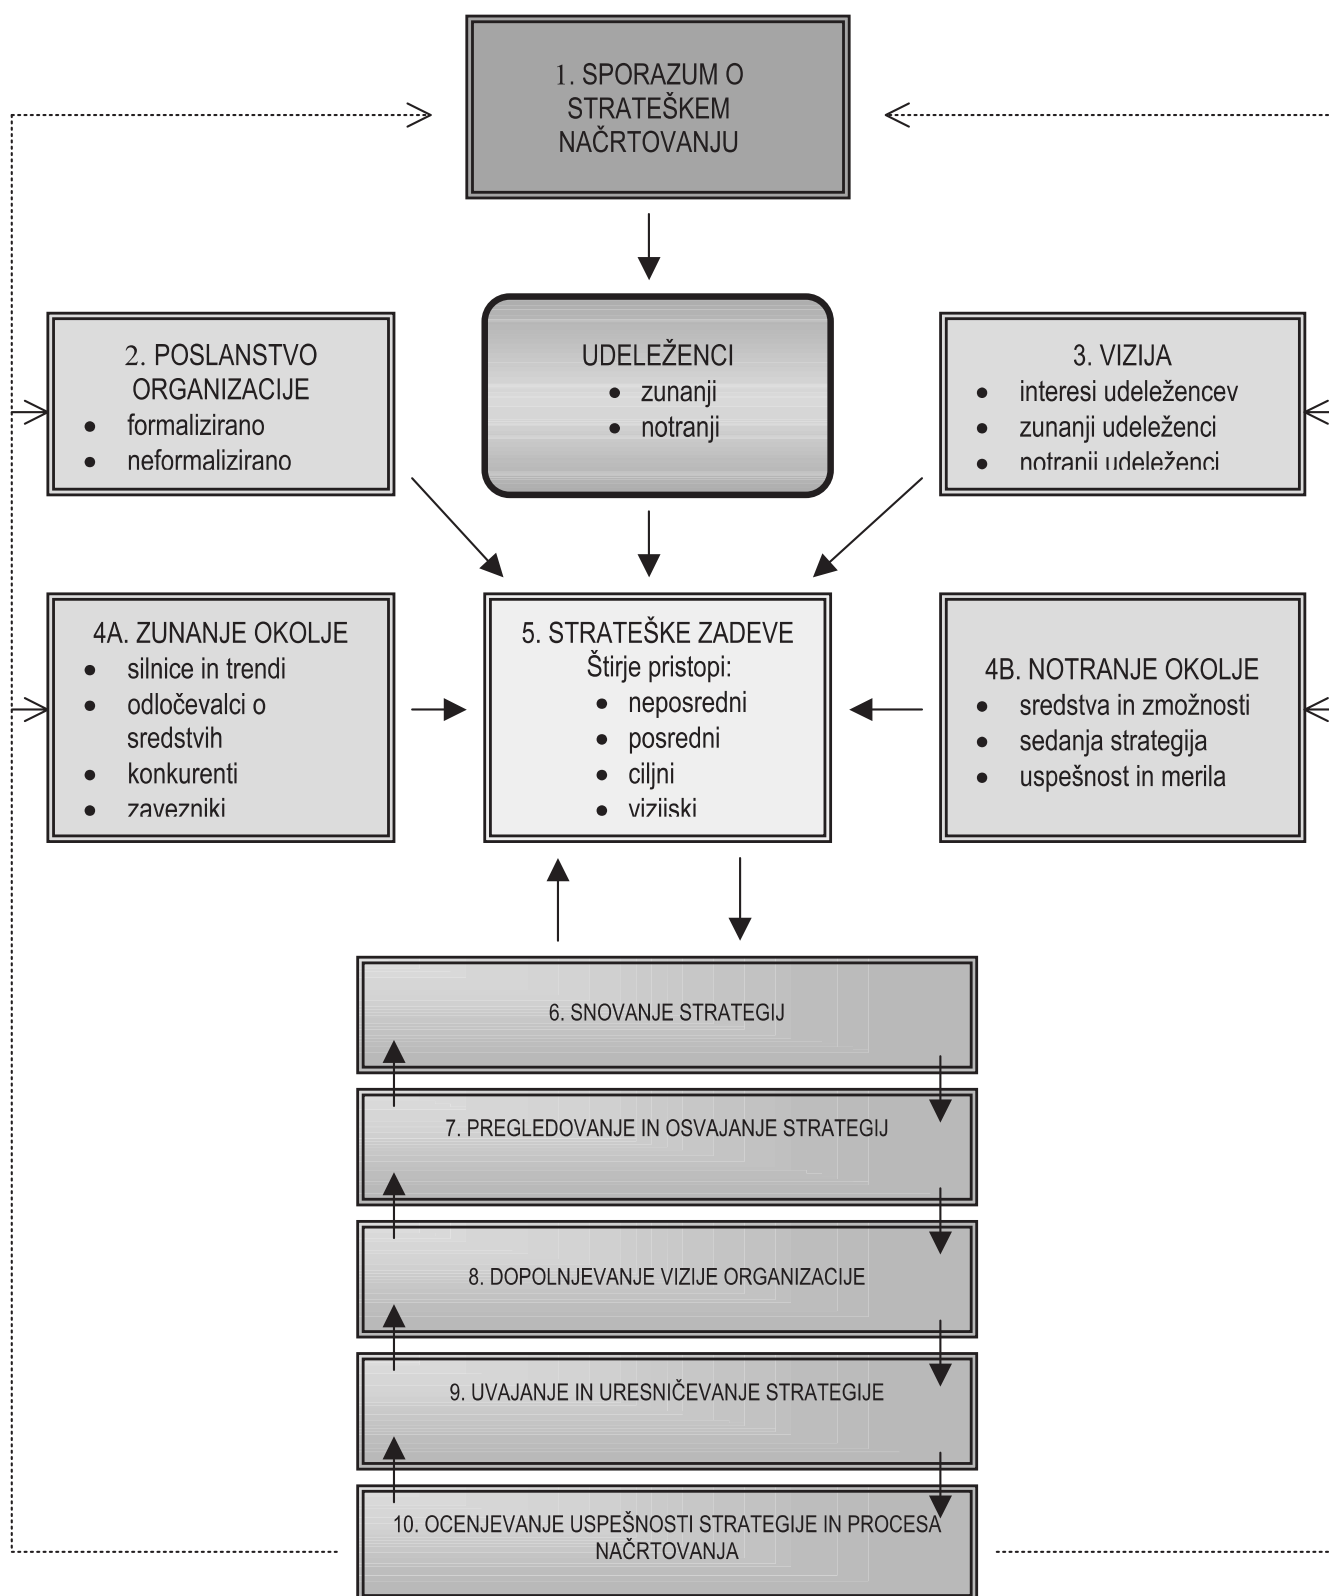 1. SPORAZUM O
STRATEŠKEM
NAČRTOVANJU
2. POSLANSTVO
ORGANIZACIJE
• formalizirano
• neformalizirano
UDELEŽENCI
• zunanji
• notranji
3. VIZIJA
• interesi udeležencev
• zunanji udeleženci
• notranji udeleženci
4A. ZUNANJE OKOLJE
• silnice in trendi
• odločevalci o
sredstvih
• konkurenti
• zavezniki
5. STRATEŠKE ZADEVE
Štirje pristopi:
• neposredni
• posredni
• ciljni
• vizijski
4B. NOTRANJE OKOLJE
• sredstva in zmožnosti
• sedanja strategija
• uspešnost in merila
6. SNOVANJE STRATEGIJ
7. PREGLEDOVANJE IN OSVAJANJE STRATEGIJ
8. DOPOLNJEVANJE VIZIJE ORGANIZACIJE
9. UVAJANJE IN URESNIČEVANJE STRATEGIJE
10. OCENJEVANJE USPEŠNOSTI STRATEGIJE IN PROCESA
NAČRTOVANJA